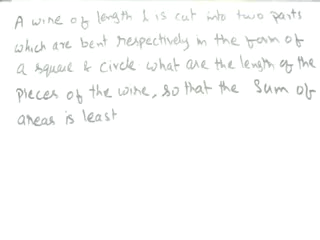 A wire of length l is cut into two parts
which are bent respectively in the form of
a square & circle what are the length of the
pieces of the wire, so that the sum of
areas is least